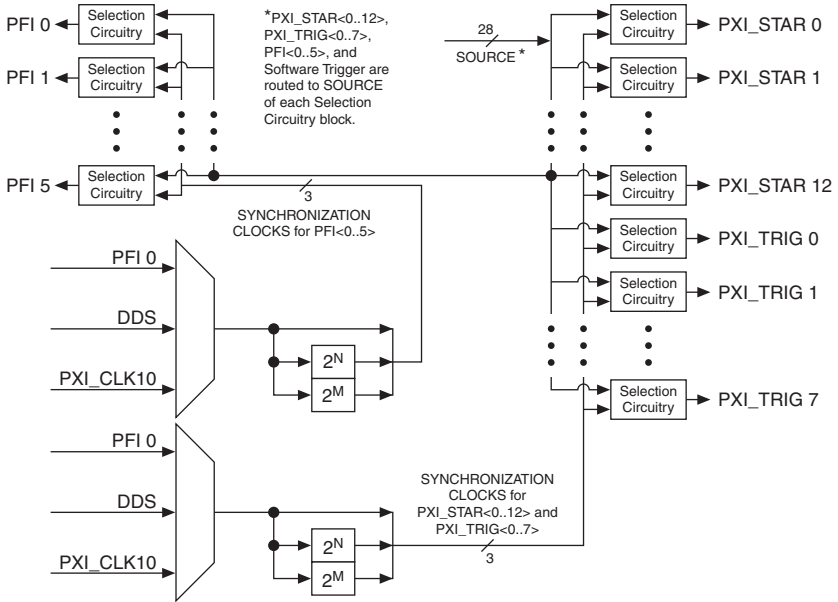 PFI 0
Selection
Circuitry
PFI 1
Selection
Circuitry
PFI 5
Selection
Circuitry
*PXI_STAR<0..12>,
PXI_TRIG<0..7>,
PFI<0..5>, and
Software Trigger are
routed to SOURCE
of each Selection
Circuitry block.
28
SOURCE *
Selection
Circuitry
PXI_STAR 0
Selection
Circuitry
PXI_STAR 1
Selection
Circuitry
PXI_STAR 12
Selection
Circuitry
PXI_TRIG 0
Selection
Circuitry
PXI_TRIG 1
Selection
Circuitry
PXI_TRIG 7
3
SYNCHRONIZATION
CLOCKS for PFI<0..5>
PFI 0
DDS
PXI_CLK10
2N
2M
PFI 0
DDS
PXI_CLK10
2N
2M
SYNCHRONIZATION
CLOCKS for
PXI_STAR<0..12> and
PXI_TRIG<0..7>
3